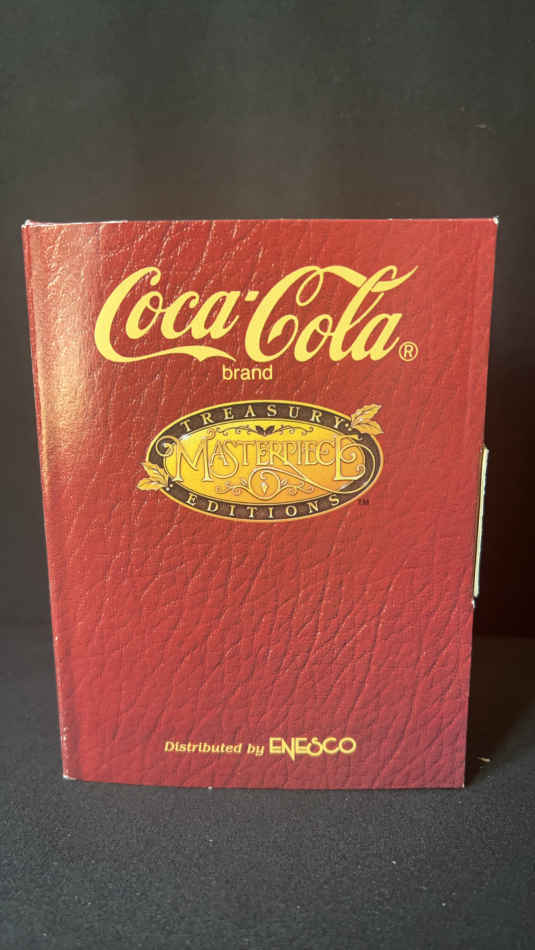 Coca-Cola®
brand
TREASURY
MASTERPIECE
EDITIONS™
Distributed by ENESCO